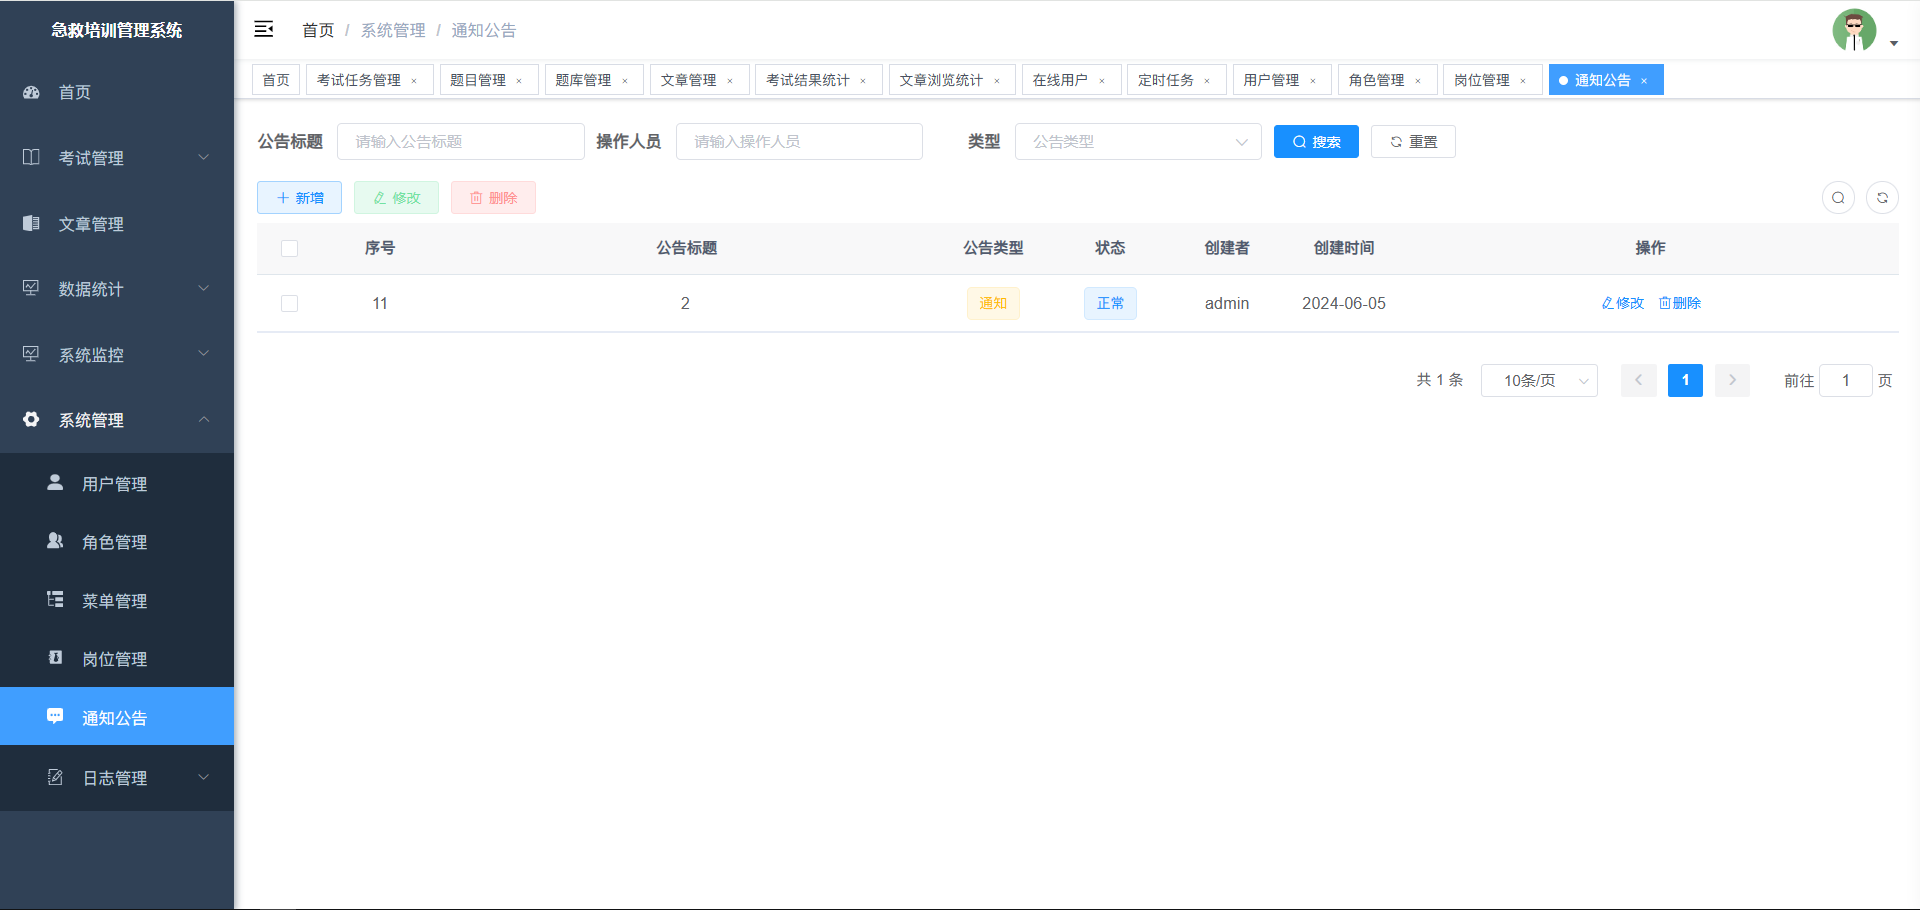 急救培训管理系统
首页
考试管理
文章管理
数据统计
系统监控
系统管理
用户管理
角色管理
菜单管理
岗位管理
通知公告
日志管理
首页 / 系统管理 / 通知公告
首页 考试任务管理 × 题目管理 × 题库管理 × 文章管理 × 考试结果统计 × 文章浏览统计 × 在线用户 × 定时任务 × 用户管理 × 角色管理 × 岗位管理 × 通知公告 ×
公告标题 请输入公告标题 操作人员 请输入操作人员 类型 公告类型 搜索 重置
新增 修改 删除
序号 公告标题 公告类型 状态 创建者 创建时间 操作
11 2 通知 正常 admin 2024-06-05 修改 删除
共 1 条 10条/页 1 前往 1 页